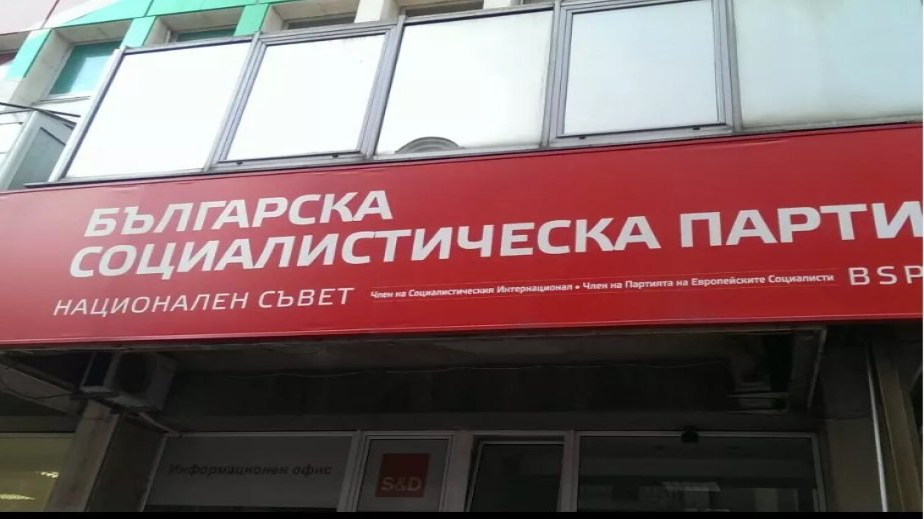 БЪЛГАРСКА
СОЦИАЛИСТИЧЕСКА ПАРТИ
НАЦИОНАЛЕН СЪВЕТ Член на Социалистическия Интернационал • Член на Партията на Европейските Социалисти BSP
Информационен офис
S&D